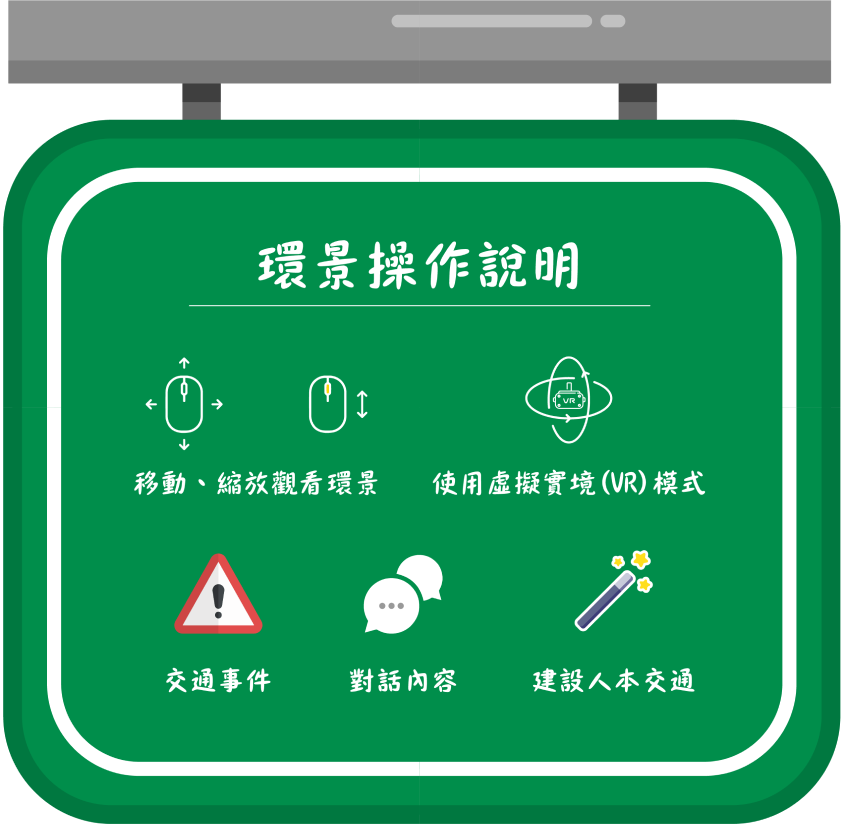 環景操作說明
VR
移動、縮放觀看環景
使用虛擬實境(VR)模式
交通事件
對話內容
建設人本交通